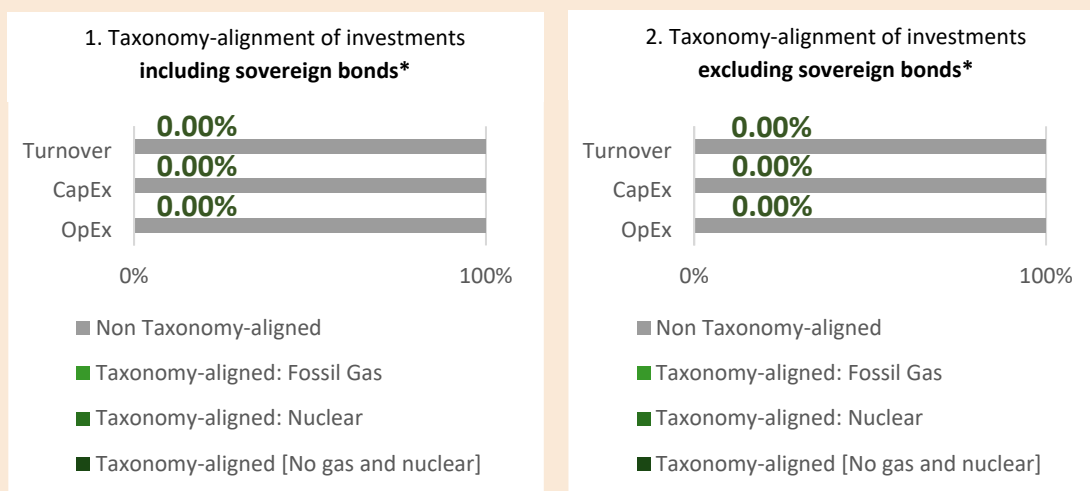 1. Taxonomy-alignment of investments
including sovereign bonds*
0.00%
Turnover
0.00%
CapEx
0.00%
OpEx
0%
100%
Non Taxonomy-aligned
Taxonomy-aligned: Fossil Gas
Taxonomy-aligned: Nuclear
Taxonomy-aligned [No gas and nuclear]
2. Taxonomy-alignment of investments
excluding sovereign bonds*
0.00%
Turnover
0.00%
CapEx
0.00%
OpEx
0%
100%
Non Taxonomy-aligned
Taxonomy-aligned: Fossil Gas
Taxonomy-aligned: Nuclear
Taxonomy-aligned [No gas and nuclear]